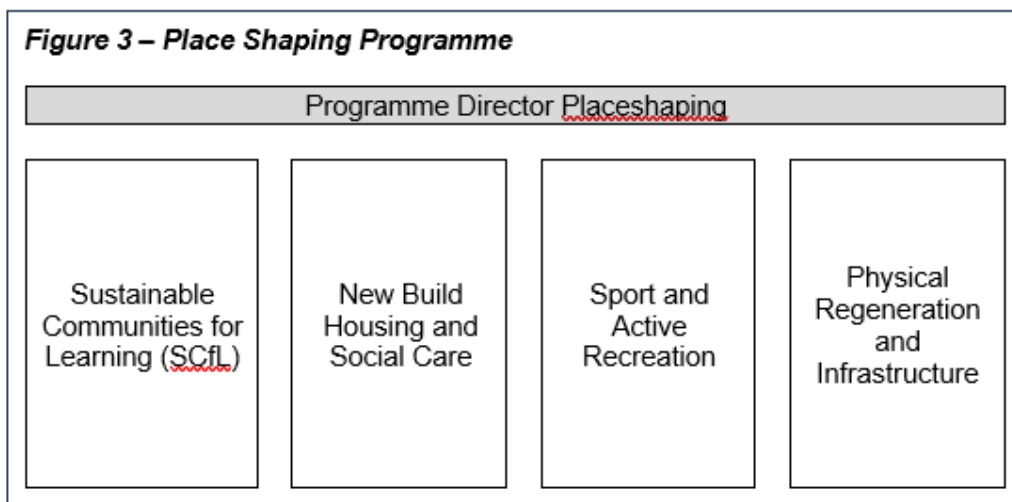 Figure 3 – Place Shaping Programme
Programme Director Placeshaping
Sustainable
Communities for
Learning (SCfL)
New Build
Housing and
Social Care
Sport and
Active
Recreation
Physical
Regeneration
and
Infrastructure